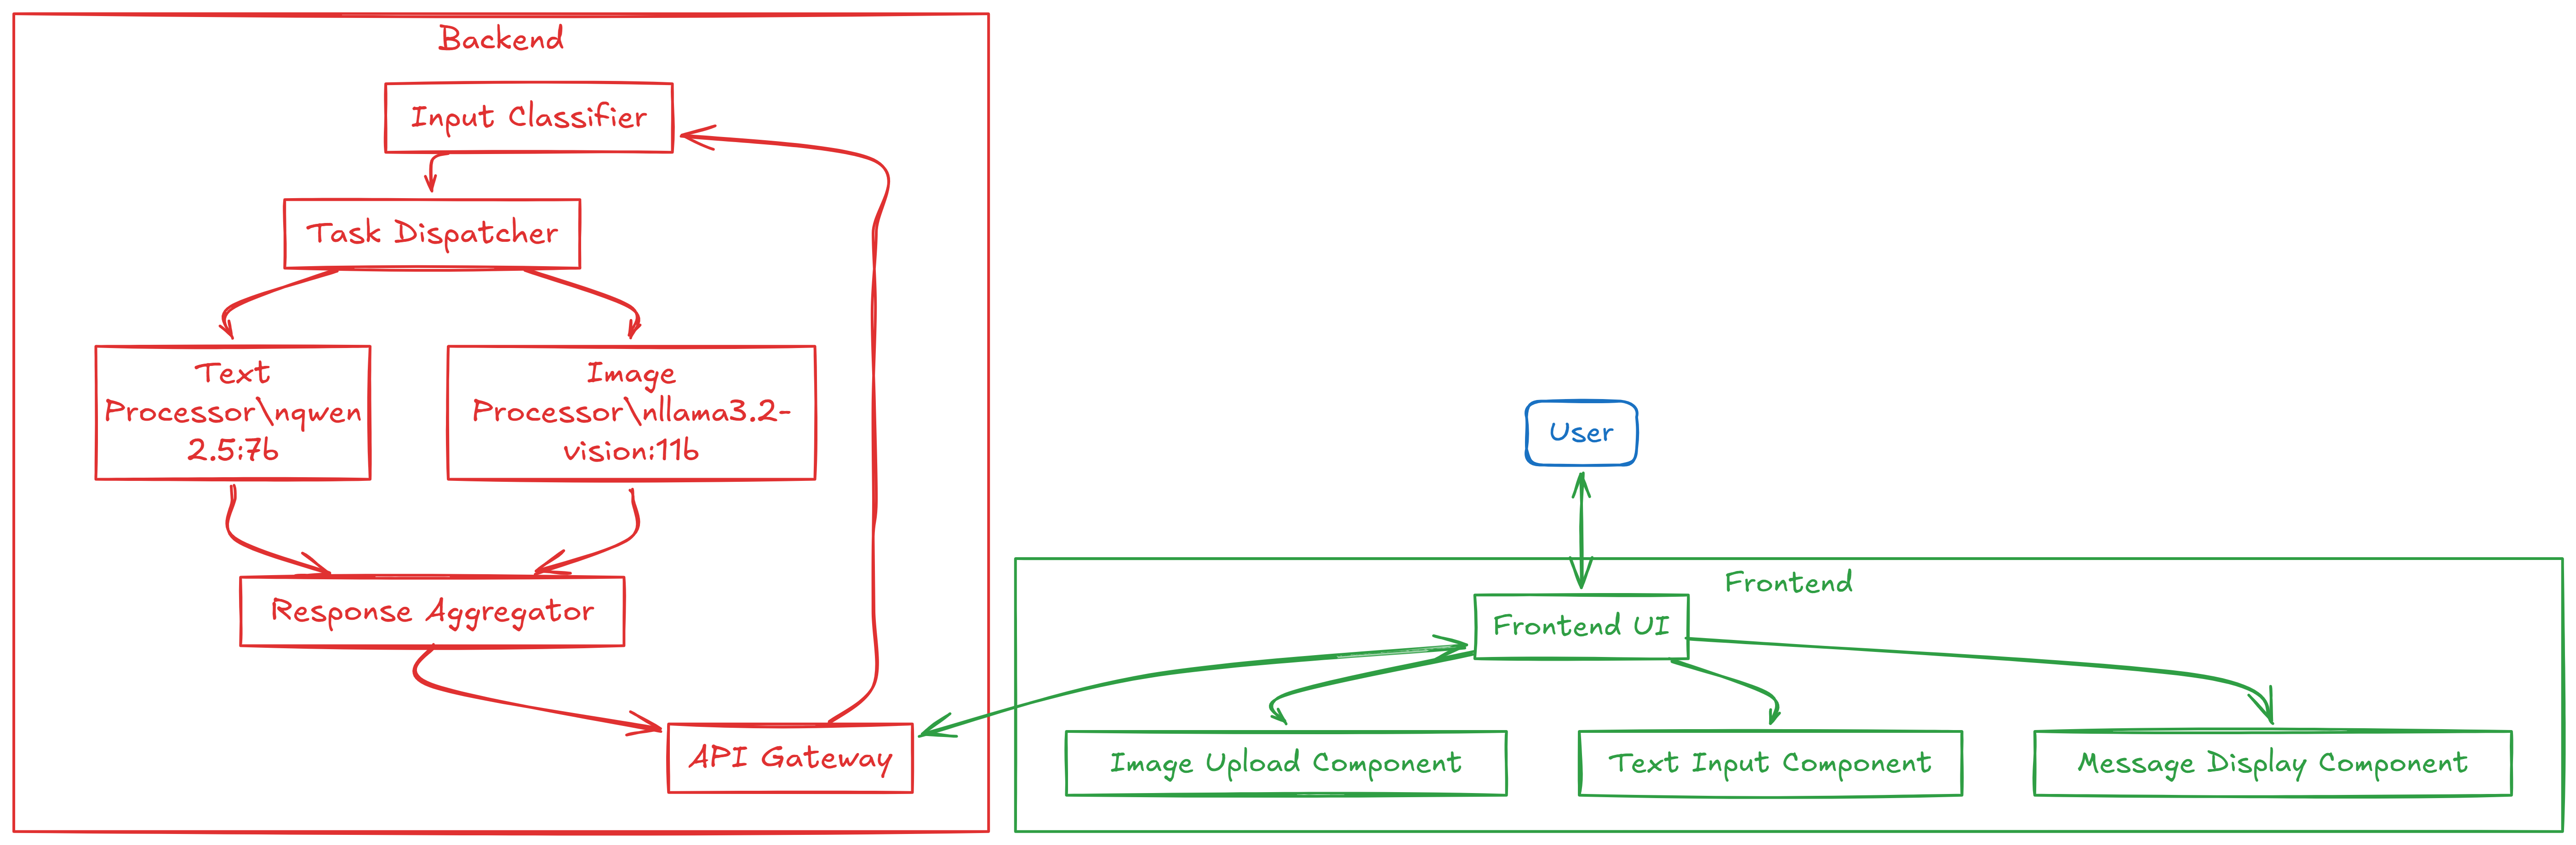 Backend
Input Classifier
Task Dispatcher
Text
Processor\nqwen
2.5:7b
Image
Processor\nllama3.2-
vision:11b
Response Aggregator
API Gateway
User
Frontend
Frontend UI
Image Upload Component
Text Input Component
Message Display Component